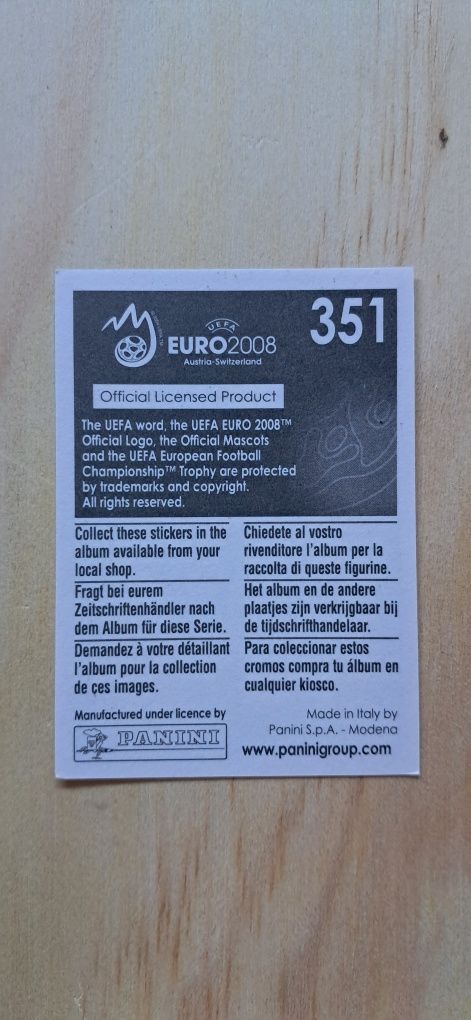 UEFA
EURO2008
Austria-Switzerland
351
Official Licensed Product
The UEFA word, the UEFA EURO 2008™
Official Logo, the Official Mascots
and the UEFA European Football
Championship™ Trophy are protected
by trademarks and copyright.
All rights reserved.
Collect these stickers in the
album available from your
local shop.
Chiedete al vostro
rivenditore l'album per la
raccolta di queste figurine.
Fragt bei eurem
Zeitschriftenhändler nach
dem Album für diese Serie.
Het album en de andere
plaatjes zijn verkrijgbaar bij
de tijdschrifthandelaar.
Demandez à votre détaillant
l'album pour la collection
de ces images.
Para coleccionar estos
cromos compra tu álbum en
cualquier kiosco.
Manufactured under licence by
PANINI
Made in Italy by
Panini S.p.A. - Modena
www.paninigroup.com